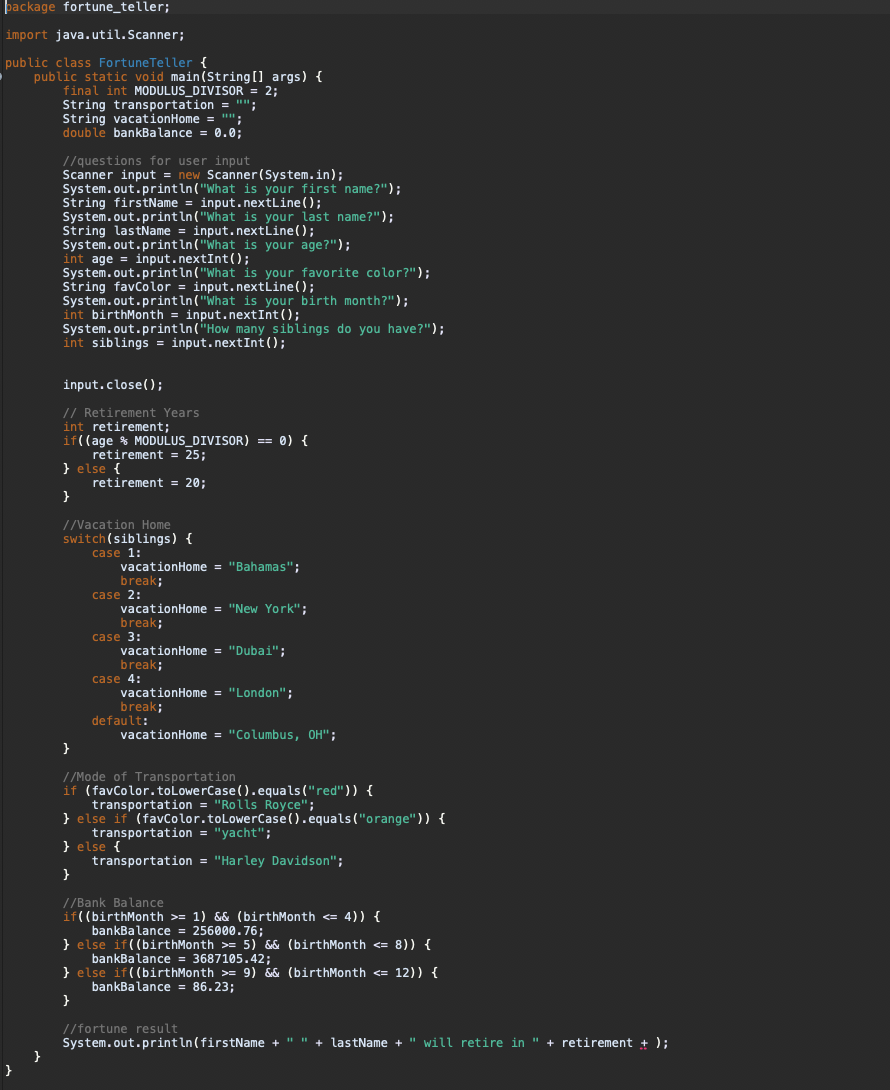 package fortune_teller;
import java.util.Scanner;
public class FortuneTeller {
public static void main(String[] args) {
final int MODULUS_DIVISOR = 2;
String transportation = "";
String vacationHome = "";
double bankBalance = 0.0;
//questions for user input
Scanner input = new Scanner(System.in);
System.out.println("What is your first name?");
String firstName = input.nextLine();
System.out.println("What is your last name?");
String lastName = input.nextLine();
System.out.println("What is your age?");
int age = input.nextInt();
System.out.println("What is your favorite color?");
String favColor = input.nextLine();
System.out.println("What is your birth month?");
int birthMonth = input.nextInt();
System.out.println("How many siblings do you have?");
int siblings = input.nextInt();
input.close();
// Retirement Years
int retirement;
if((age % MODULUS_DIVISOR) == 0) {
retirement = 25;
} else {
retirement = 20;
}
//Vacation Home
switch(siblings) {
case 1:
vacationHome = "Bahamas";
break;
case 2:
vacationHome = "New York";
break;
case 3:
vacationHome = "Dubai";
break;
case 4:
vacationHome = "London";
break;
default:
vacationHome = "Columbus, OH";
}
//Mode of Transportation
if (favColor.toLowerCase().equals("red")) {
transportation = "Rolls Royce";
} else if (favColor.toLowerCase().equals("orange")) {
transportation = "yacht";
} else {
transportation = "Harley Davidson";
}
//Bank Balance
if((birthMonth >= 1) && (birthMonth <= 4)) {
bankBalance = 256000.76;
} else if((birthMonth >= 5) && (birthMonth <= 8)) {
bankBalance = 3687105.42;
} else if((birthMonth >= 9) && (birthMonth <= 12)) {
bankBalance = 86.23;
}
//fortune result
System.out.println(firstName + " " + lastName + " will retire in " + retirement + );
}
}